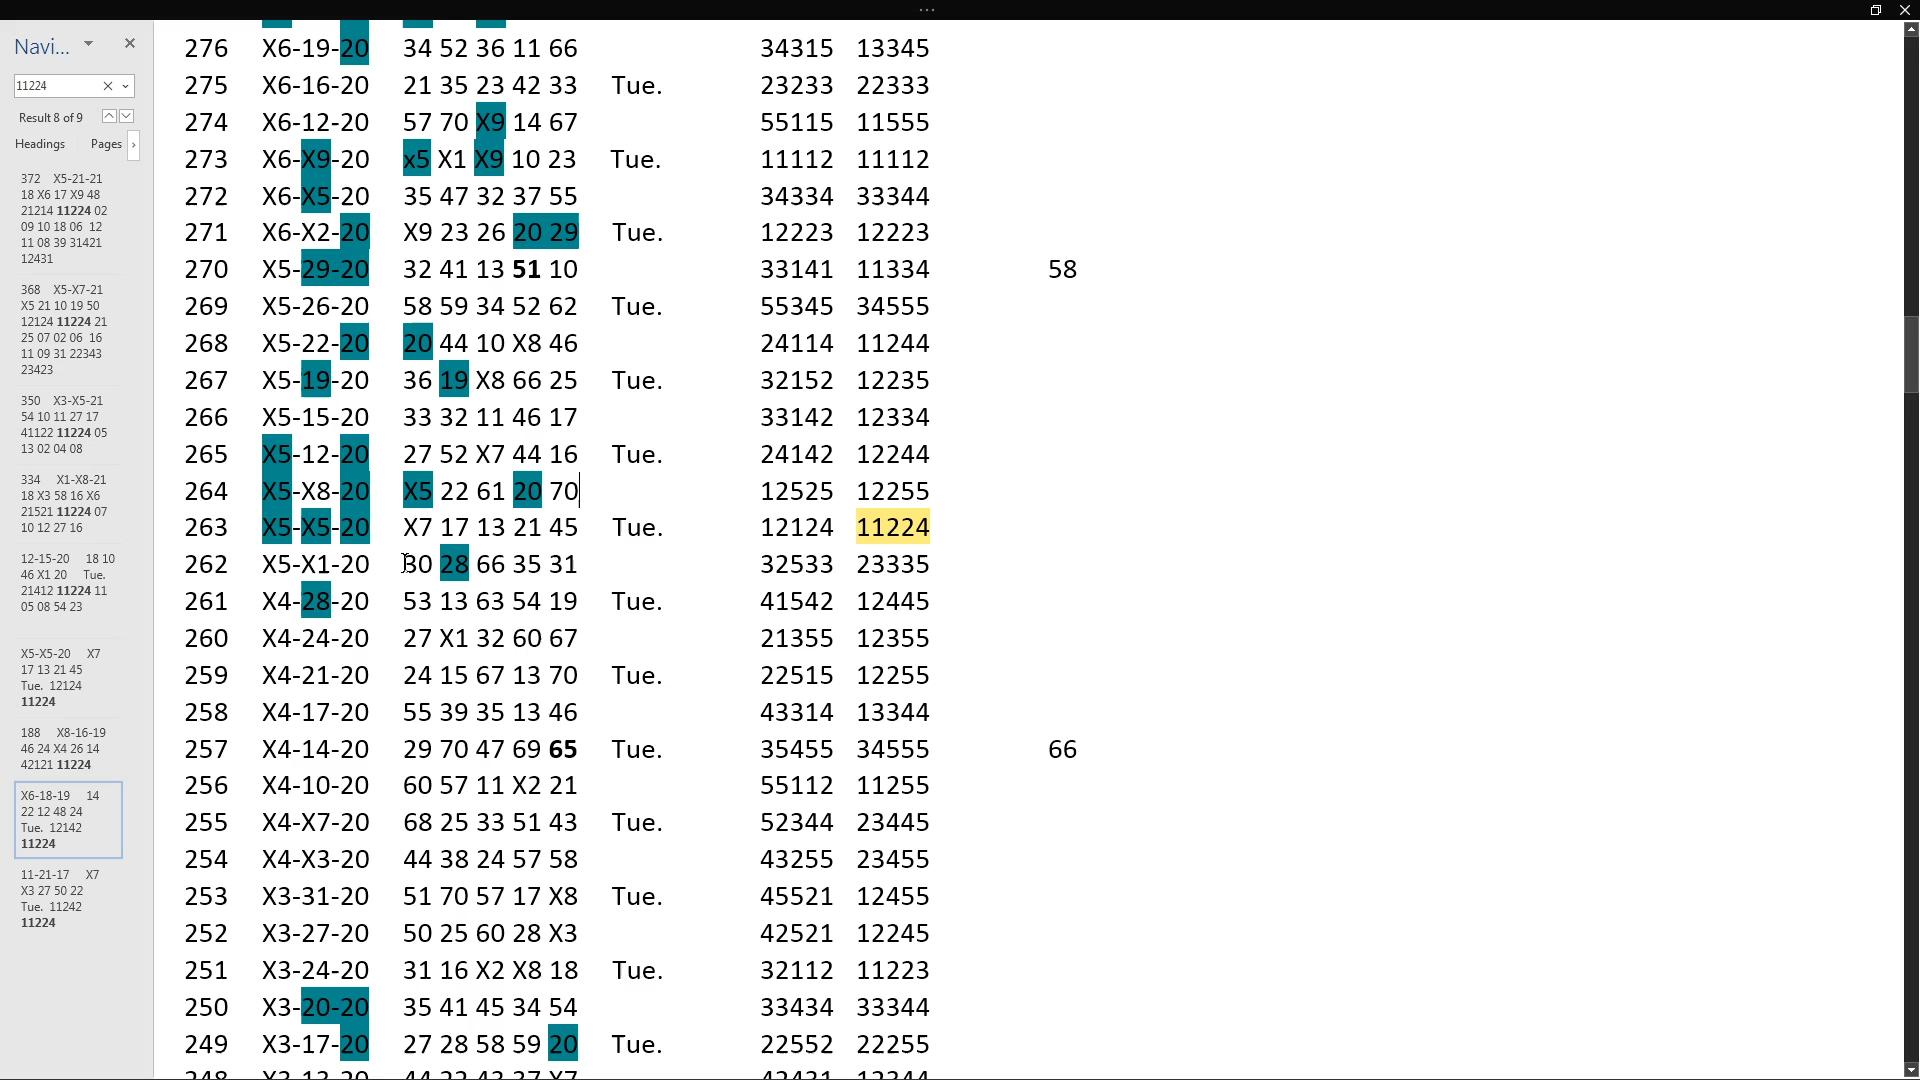 ...
Navi...
11224
Result 8 of 9
Headings Pages
372 X5-21-21
18 X6 17 X9 48
21214 11224 02
09 10 18 06 12
11 08 39 31421
12431
368 X5-X7-21
X5 21 10 19 50
12124 11224 21
25 07 02 06 16
11 09 31 22343
23423
350 X3-X5-21
54 10 11 27 17
41122 11224 05
13 02 04 08
334 X1-X8-21
18 X3 58 16 X6
21521 11224 07
10 12 27 16
12-15-20 18 10
46 X1 20 Tue.
21412 11224 11
05 08 54 23
X5-X5-20 X7
17 13 21 45
Tue. 12124
11224
188 X8-16-19
46 24 X4 26 14
42121 11224
X6-18-19 14
22 12 48 24
Tue. 12142
11224
11-21-17 X7
X3 27 50 22
Tue. 11242
11224
276 X6-19-20 34 52 36 11 66 34315 13345
275 X6-16-20 21 35 23 42 33 Tue. 23233 22333
274 X6-12-20 57 70 X9 14 67 55115 11555
273 X6-X9-20 x5 X1 X9 10 23 Tue. 11112 11112
272 X6-X5-20 35 47 32 37 55 34334 33344
271 X6-X2-20 X9 23 26 20 29 Tue. 12223 12223
270 X5-29-20 32 41 13 51 10 33141 11334 58
269 X5-26-20 58 59 34 52 62 Tue. 55345 34555
268 X5-22-20 20 44 10 X8 46 24114 11244
267 X5-19-20 36 19 X8 66 25 Tue. 32152 12235
266 X5-15-20 33 32 11 46 17 33142 12334
265 X5-12-20 27 52 X7 44 16 Tue. 24142 12244
264 X5-X8-20 X5 22 61 20 70 12525 12255
263 X5-X5-20 X7 17 13 21 45 Tue. 12124 11224
262 X5-X1-20 30 28 66 35 31 32533 23335
261 X4-28-20 53 13 63 54 19 Tue. 41542 12445
260 X4-24-20 27 X1 32 60 67 21355 12355
259 X4-21-20 24 15 67 13 70 Tue. 22515 12255
258 X4-17-20 55 39 35 13 46 43314 13344
257 X4-14-20 29 70 47 69 65 Tue. 35455 34555 66
256 X4-10-20 60 57 11 X2 21 55112 11255
255 X4-X7-20 68 25 33 51 43 Tue. 52344 23445
254 X4-X3-20 44 38 24 57 58 43255 23455
253 X3-31-20 51 70 57 17 X8 Tue. 45521 12455
252 X3-27-20 50 25 60 28 X3 42521 12245
251 X3-24-20 31 16 X2 X8 18 Tue. 32112 11223
250 X3-20-20 35 41 45 34 54 33434 33344
249 X3-17-20 27 28 58 59 20 Tue. 22552 22255